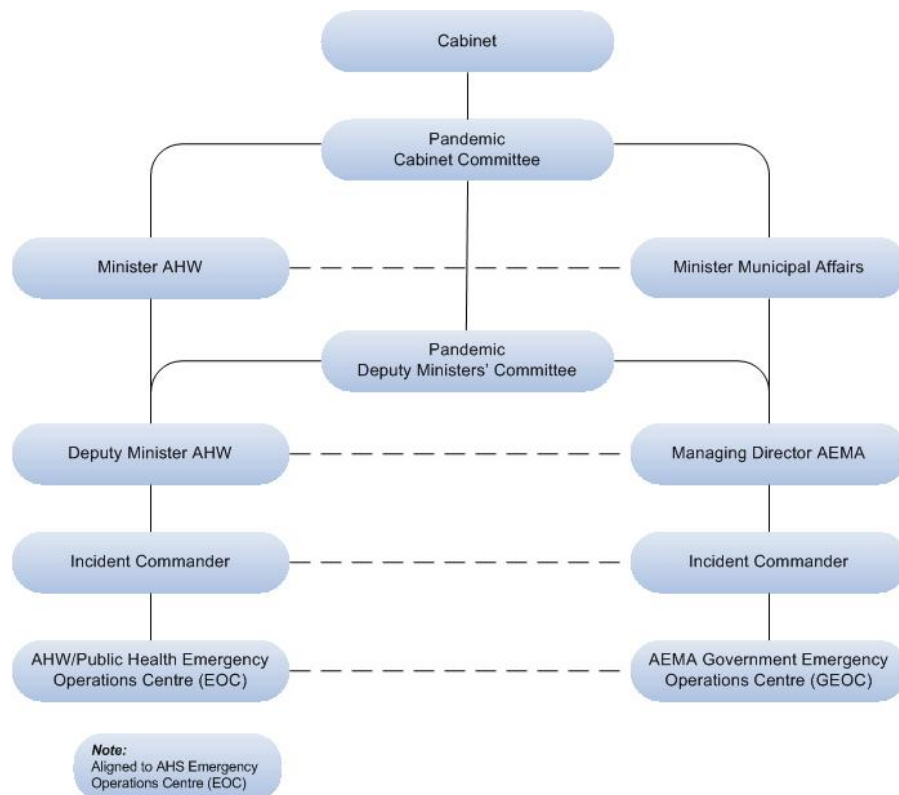 Cabinet
Pandemic
Cabinet Committee
Minister AHW
Minister Municipal Affairs
Pandemic
Deputy Ministers' Committee
Deputy Minister AHW
Managing Director AEMA
Incident Commander
Incident Commander
AHW/Public Health Emergency
Operations Centre (EOC)
AEMA Government Emergency
Operations Centre (GEOC)
Note:
Aligned to AHS Emergency
Operations Centre (EOC)